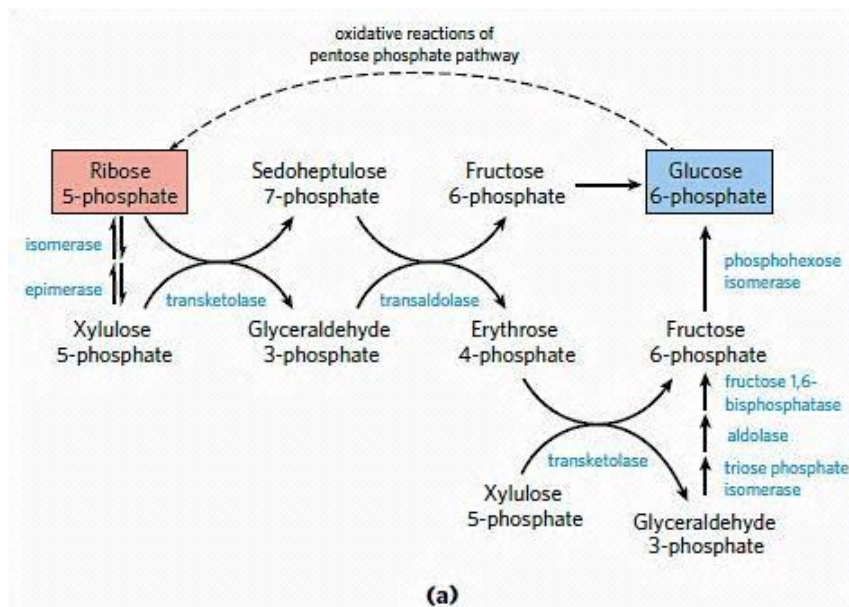 oxidative reactions of
pentose phosphate pathway
Ribose
5-phosphate
Sedoheptulose
7-phosphate
Fructose
6-phosphate
Glucose
6-phosphate
isomerase
epimerase
transketolase
transaldolase
phosphohexose
isomerase
Xylulose
5-phosphate
Glyceraldehyde
3-phosphate
Erythrose
4-phosphate
Fructose
6-phosphate
fructose 1,6-
bisphosphatase
aldolase
transketolase
triose phosphate
isomerase
Xylulose
5-phosphate
Glyceraldehyde
3-phosphate
(a)